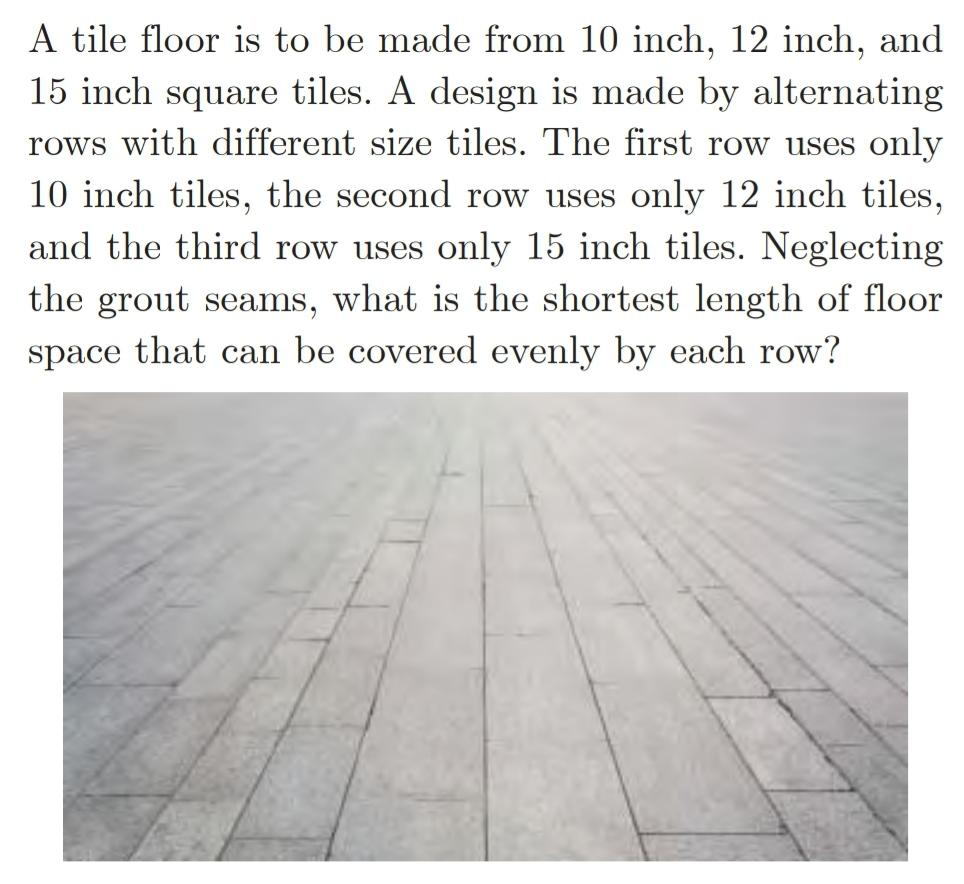 A tile floor is to be made from 10 inch, 12 inch, and
15 inch square tiles. A design is made by alternating
rows with different size tiles. The first row uses only
10 inch tiles, the second row uses only 12 inch tiles,
and the third row uses only 15 inch tiles. Neglecting
the grout seams, what is the shortest length of floor
space that can be covered evenly by each row?